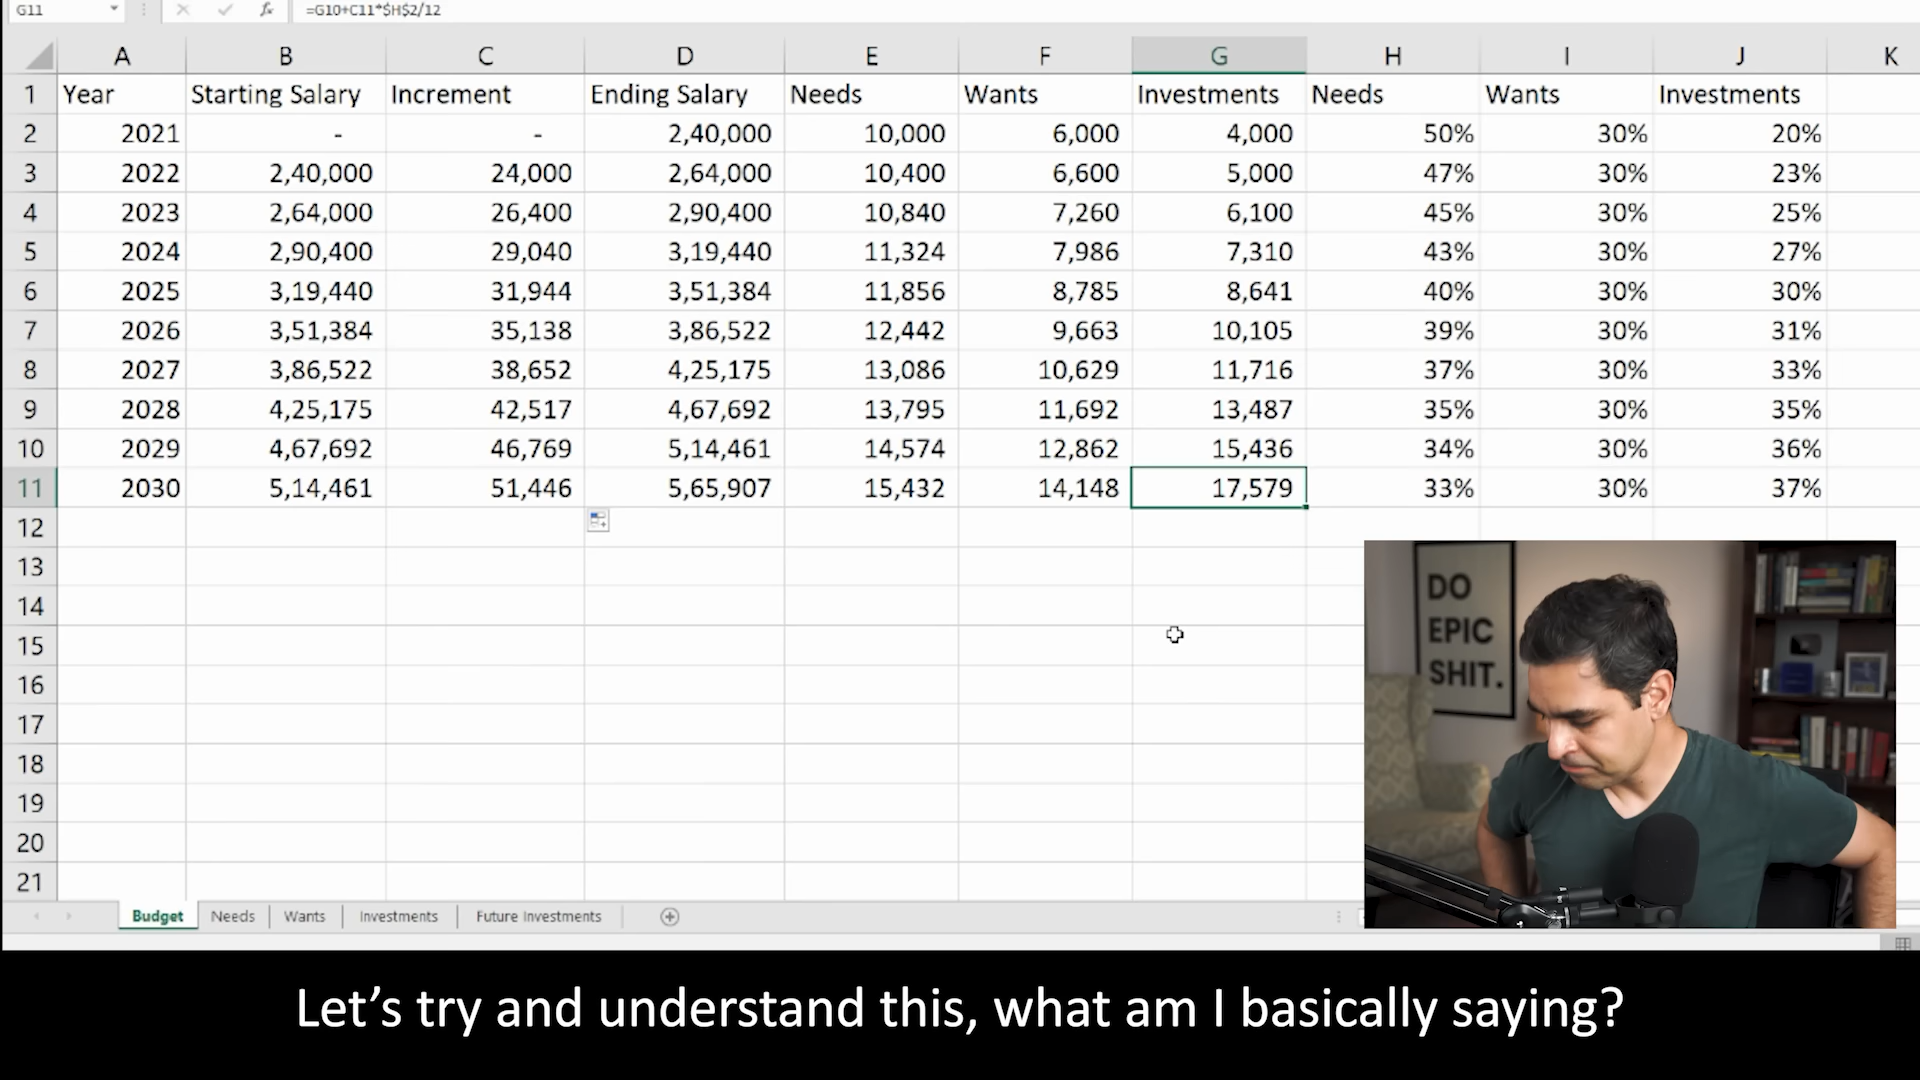 G11 fx =G10+C11*$H$2/12
A B C D E F G H I J K
1 Year Starting Salary Increment Ending Salary Needs Wants Investments Needs Wants Investments
2 2021 - - 2,40,000 10,000 6,000 4,000 50% 30% 20%
3 2022 2,40,000 24,000 2,64,000 10,400 6,600 5,000 47% 30% 23%
4 2023 2,64,000 26,400 2,90,400 10,840 7,260 6,100 45% 30% 25%
5 2024 2,90,400 29,040 3,19,440 11,324 7,986 7,310 43% 30% 27%
6 2025 3,19,440 31,944 3,51,384 11,856 8,785 8,641 40% 30% 30%
7 2026 3,51,384 35,138 3,86,522 12,442 9,663 10,105 39% 30% 31%
8 2027 3,86,522 38,652 4,25,175 13,086 10,629 11,716 37% 30% 33%
9 2028 4,25,175 42,517 4,67,692 13,795 11,692 13,487 35% 30% 35%
10 2029 4,67,692 46,769 5,14,461 14,574 12,862 15,436 34% 30% 36%
11 2030 5,14,461 51,446 5,65,907 15,432 14,148 17,579 33% 30% 37%
12
13
14
15
16
17
18
19
20
21
DO
EPIC
SHIT.
Budget Needs Wants Investments Future Investments
Let’s try and understand this, what am I basically saying?